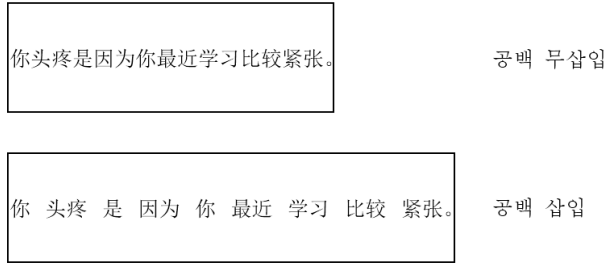 你头疼是因为你最近学习比较紧张。 공백 무삽입
你 头疼 是 因为 你 最近 学习 比较 紧张。 공백 삽입